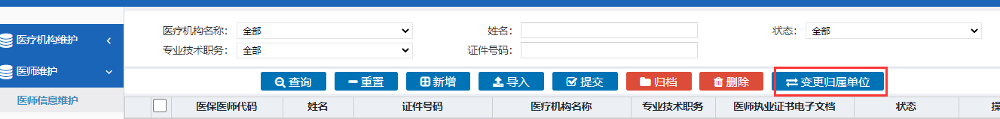 医疗机构维护
医师维护
医师信息维护
医疗机构名称： 全部 姓名： 状态： 全部
专业技术职务： 全部 证件号码：
查询 重置 新增 导入 提交 归档 删除 变更归属单位
医保医师代码 姓名 证件号码 医疗机构名称 专业技术职务 医师执业证书电子文档 状态